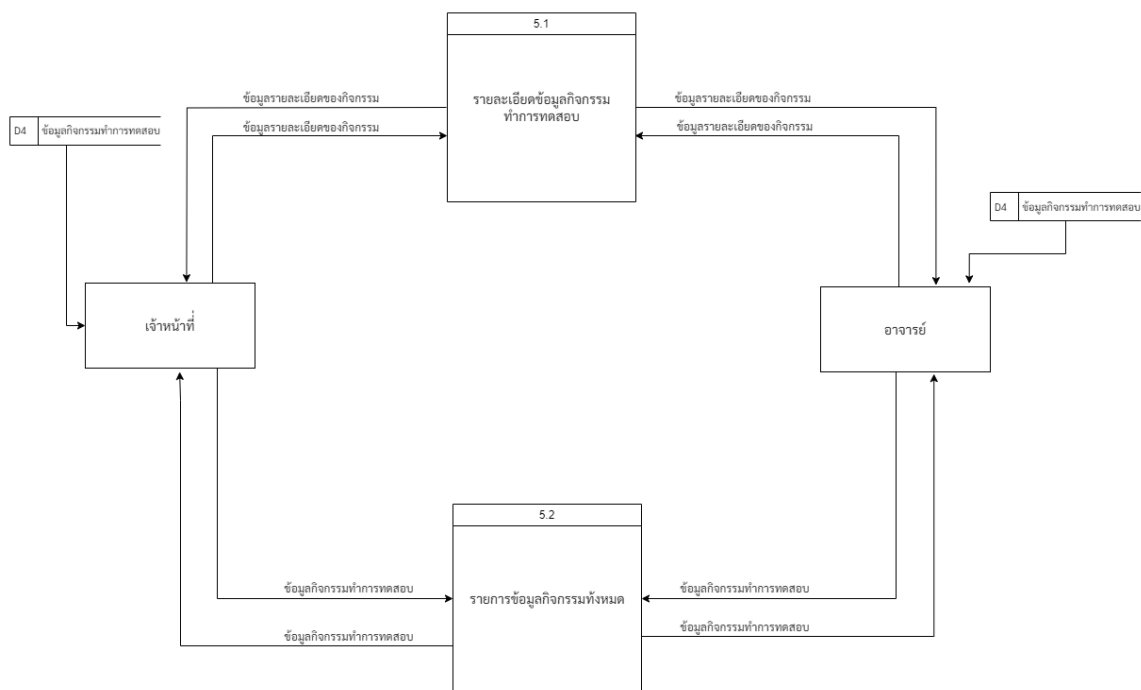 5.1
รายละเอียดข้อมูลกิจกรรม
ทำการทดสอบ
ข้อมูลรายละเอียดของกิจกรรม
ข้อมูลรายละเอียดของกิจกรรม
ข้อมูลรายละเอียดของกิจกรรม
ข้อมูลรายละเอียดของกิจกรรม
D4 ข้อมูลกิจกรรมทำการทดสอบ
D4 ข้อมูลกิจกรรมทำการทดสอบ
เจ้าหน้าที่
อาจารย์
5.2
รายการข้อมูลกิจกรรมทั้งหมด
ข้อมูลกิจกรรมทำการทดสอบ
ข้อมูลกิจกรรมทำการทดสอบ
ข้อมูลกิจกรรมทำการทดสอบ
ข้อมูลกิจกรรมทำการทดสอบ